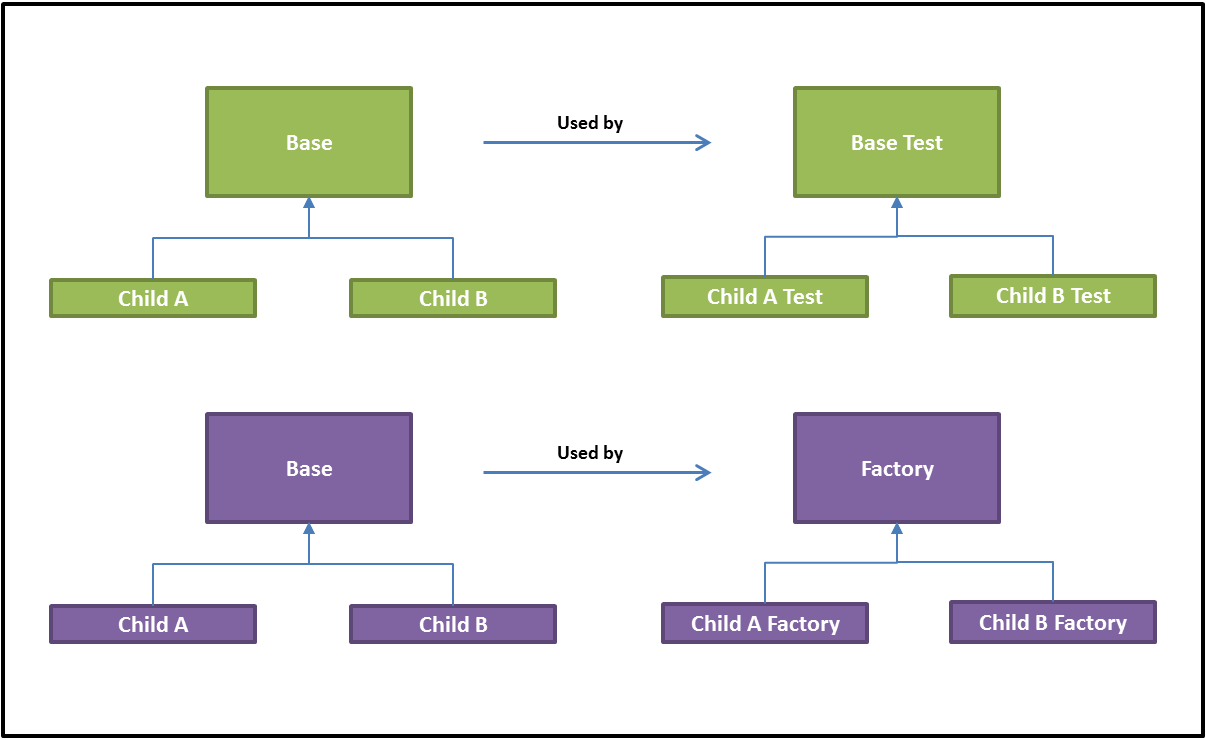 Base
Used by
Base Test
Child A
Child B
Child A Test
Child B Test
Base
Used by
Factory
Child A
Child B
Child A Factory
Child B Factory